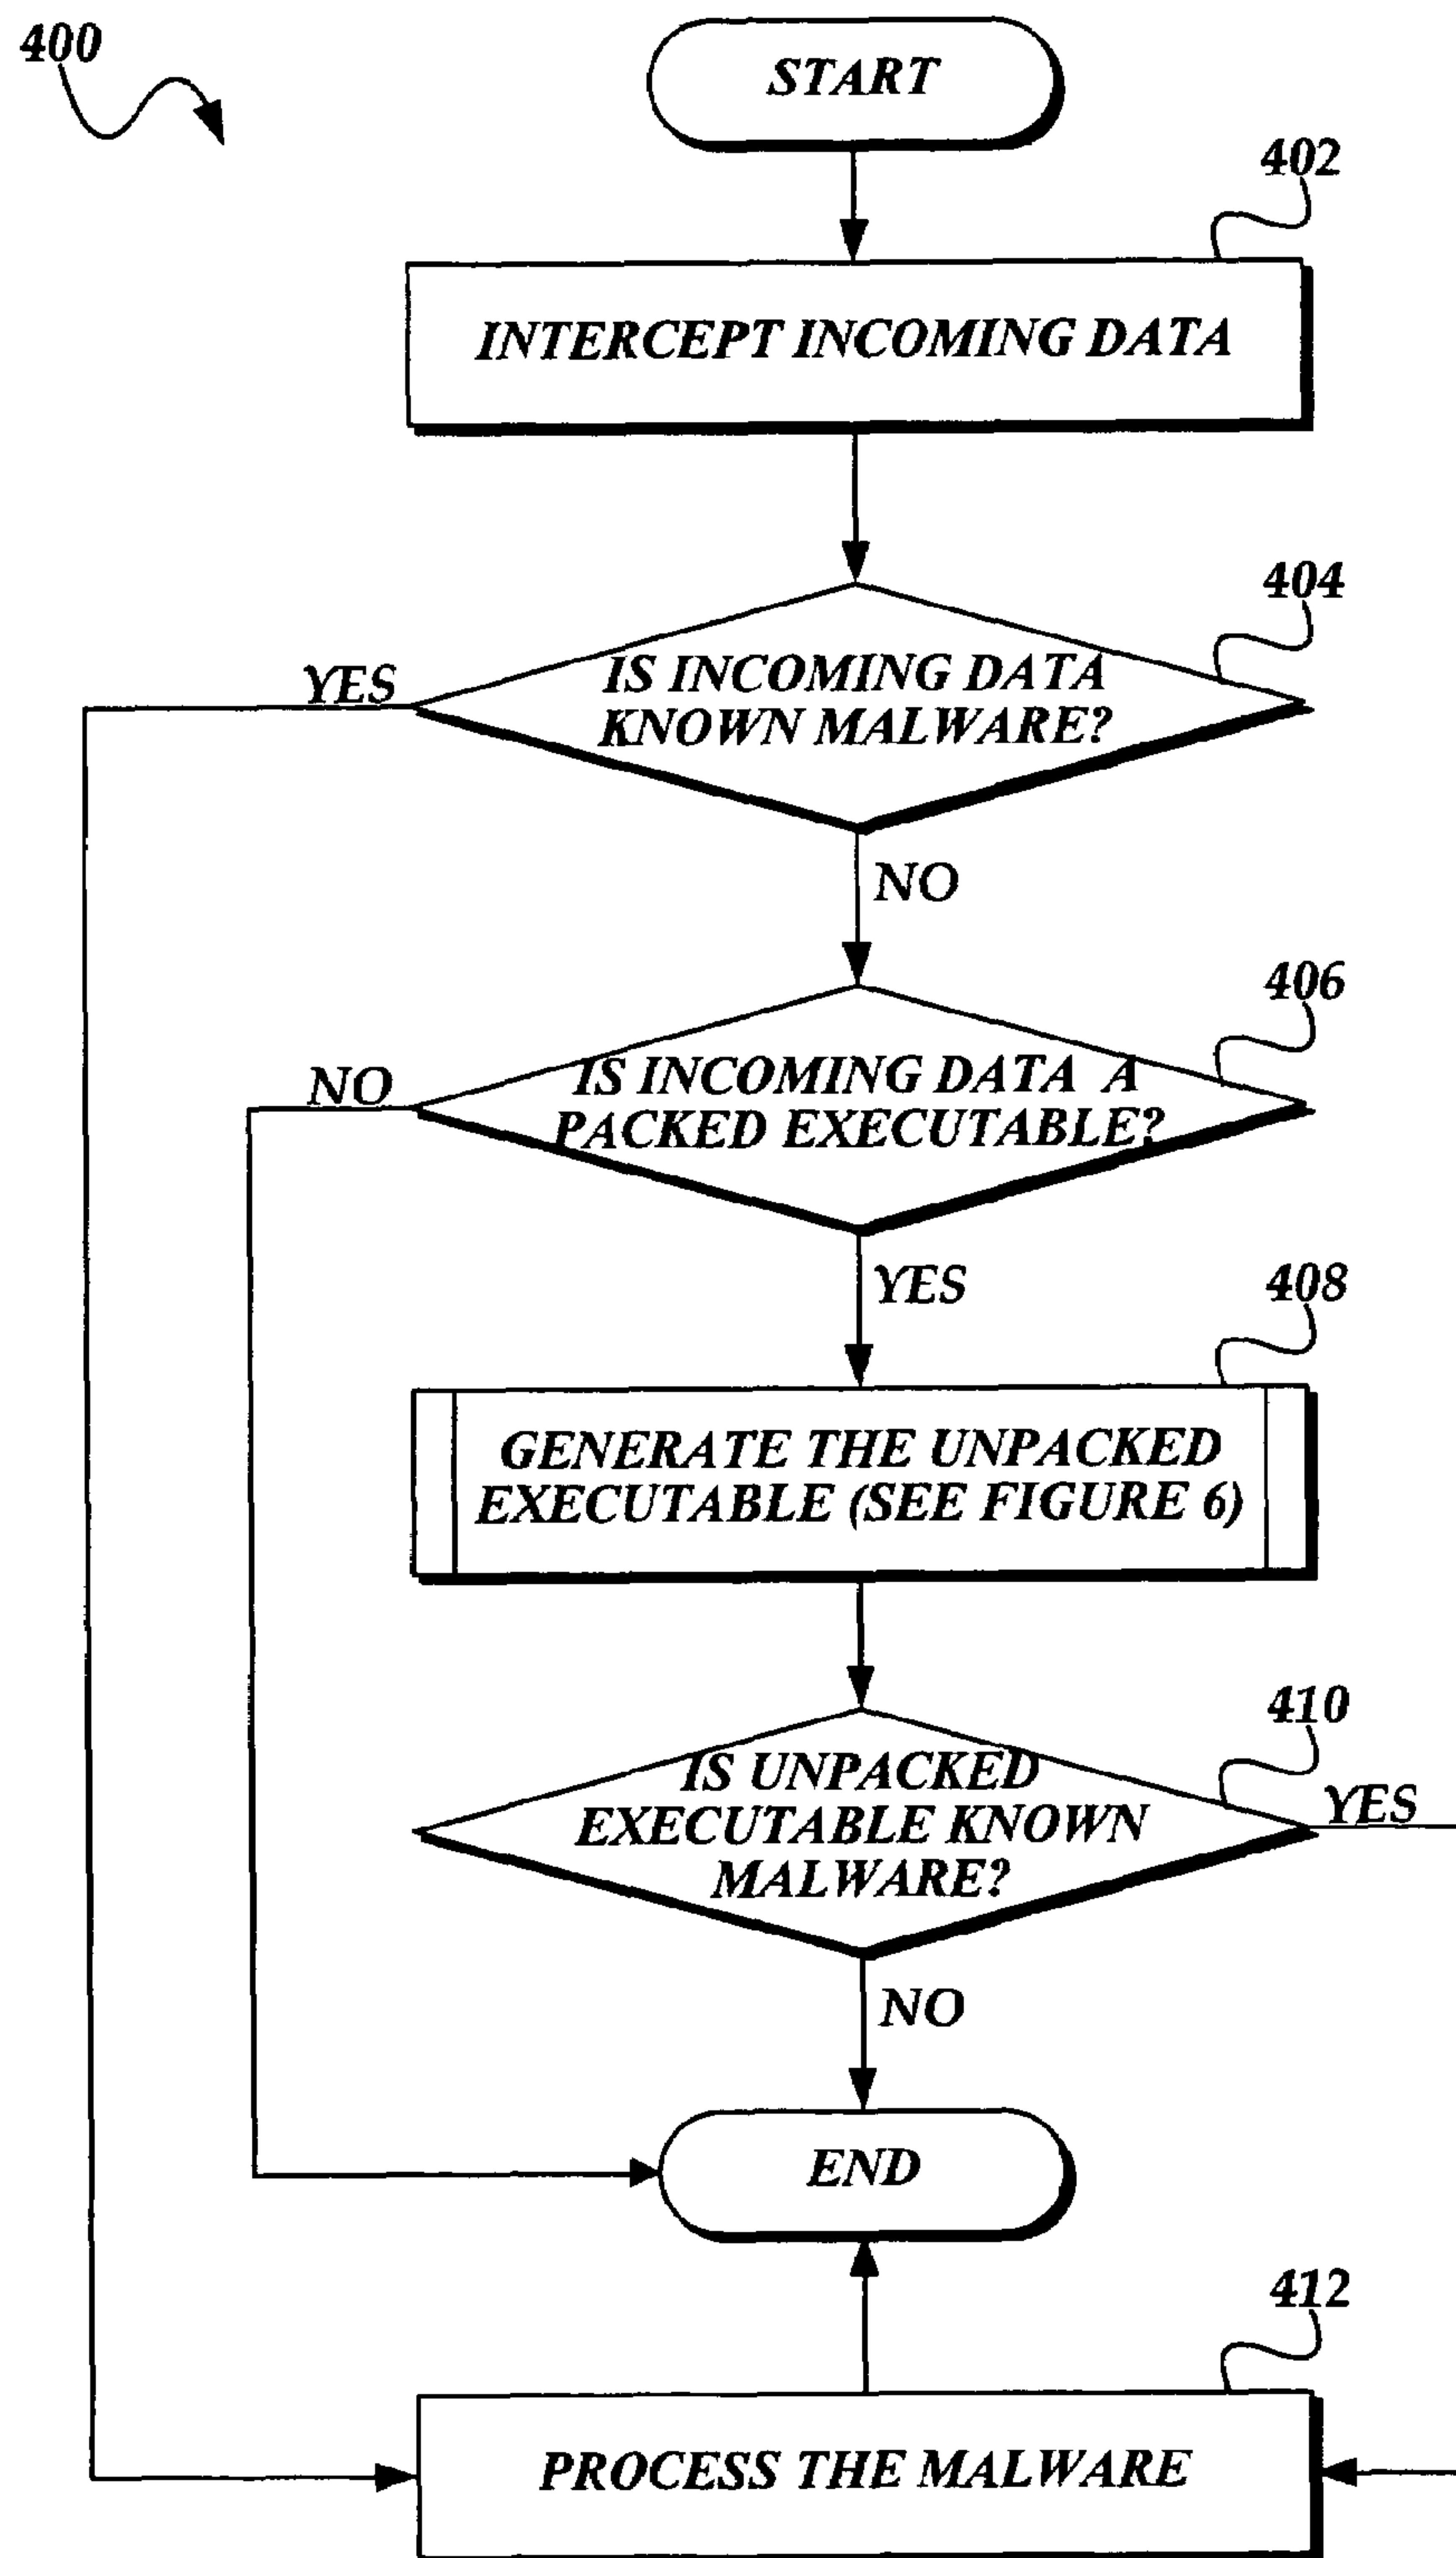 400
START
402
INTERCEPT INCOMING DATA
404
YES
IS INCOMING DATA
KNOWN MALWARE?
NO
406
NO
IS INCOMING DATA A
PACKED EXECUTABLE?
YES
408
GENERATE THE UNPACKED
EXECUTABLE (SEE FIGURE 6)
410
IS UNPACKED
EXECUTABLE KNOWN
MALWARE?
YES
NO
END
412
PROCESS THE MALWARE